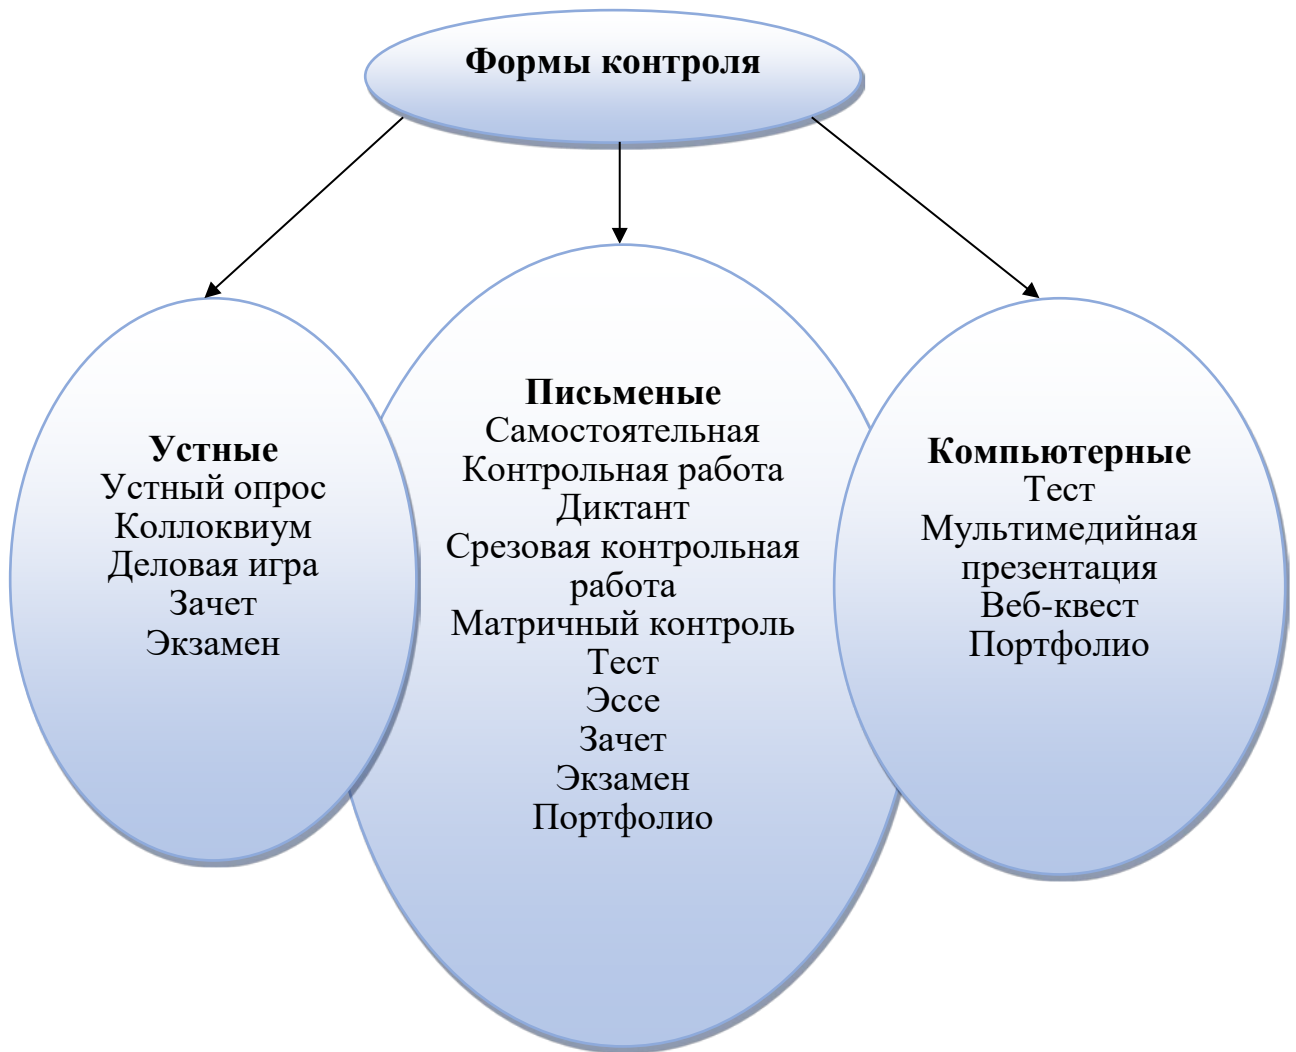 Формы контроля
Устные
Устный опрос
Коллоквиум
Деловая игра
Зачет
Экзамен
Письменые
Самостоятельная
Контрольная работа
Диктант
Срезовая контрольная
работа
Матричный контроль
Тест
Эссе
Зачет
Экзамен
Портфолио
Компьютерные
Тест
Мультимедийная
презентация
Веб-квест
Портфолио